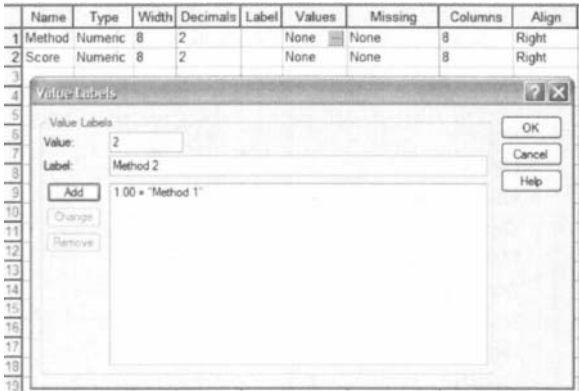 Name Type Width Decimals Label Values Missing Columns Align
1 Method Numeric 8 2 None ... None 8 Right
2 Score Numeric 8 2 None None 8 Right
3
4 Value Labels ? X
5
Value Labels
6 Value: 2 OK
7 Cancel
8 Label: Method 2
Help
9 Add 1.00 = "Method 1"
10 Change
11
12 Remove
13
14
15
16
17
18
19